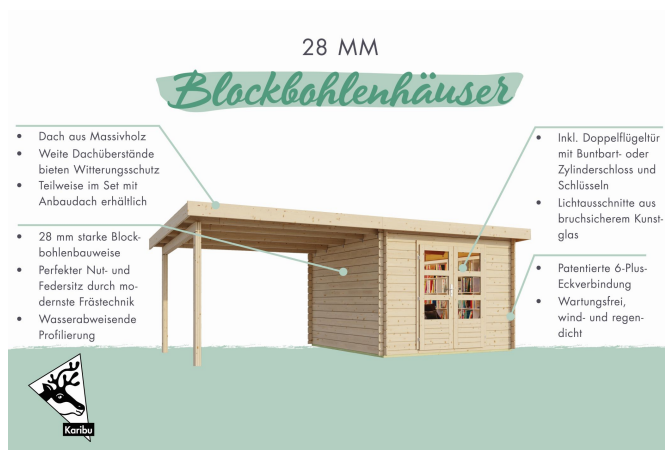 28 MM
Blockbohlenhäuser
• Dach aus Massivholz
• Weite Dachüberstände
bieten Witterungsschutz
• Teilweise im Set mit
Anbaudach erhältlich
• 28 mm starke Block-
bohlenbauweise
• Perfekter Nut- und
Federsitz durch mo-
dernste Frästechnik
• Wasserabweisende
Profilierung
• Inkl. Doppelflügeltür
mit Buntbart- oder
Zylinderschloss und
Schlüsseln
• Lichtausschnitte aus
bruchsicherem Kunst-
glas
• Patentierte 6-Plus-
Eckverbindung
• Wartungsfrei,
wind- und regen-
dicht
Karibu